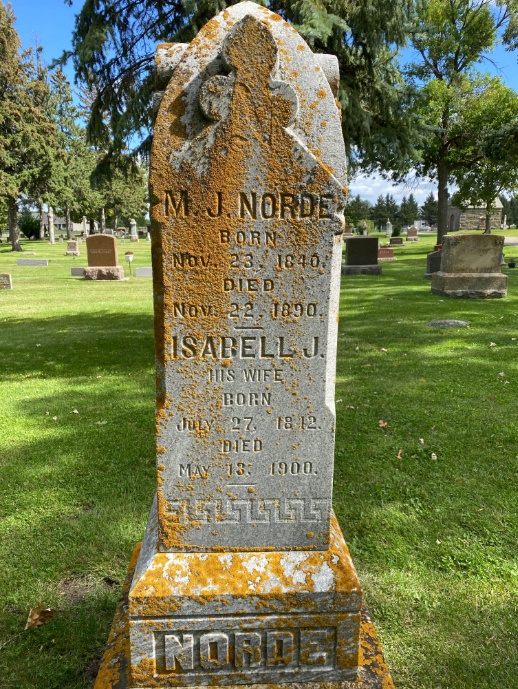 M. J. NORDE
BORN
NOV. 23, 1840.
DIED
NOV. 22, 1890.
ISABELL J.
HIS WIFE
BORN
JULY 27, 1842.
DIED
MAY 13, 1900.
NORDE